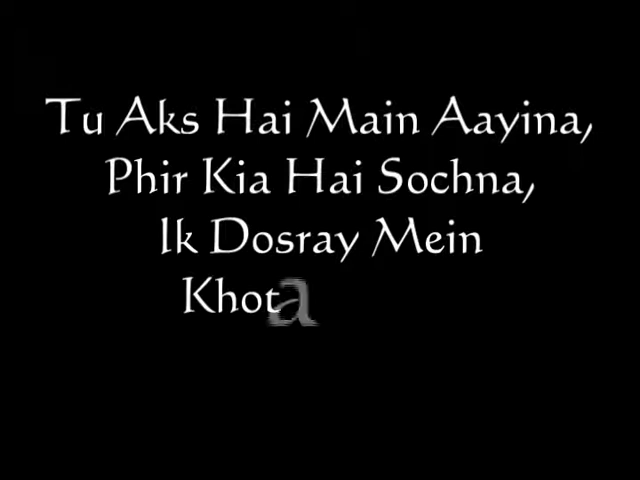 Tu Aks Hai Main Aayina,
Phir Kia Hai Sochna,
Ik Dosray Mein
Khota